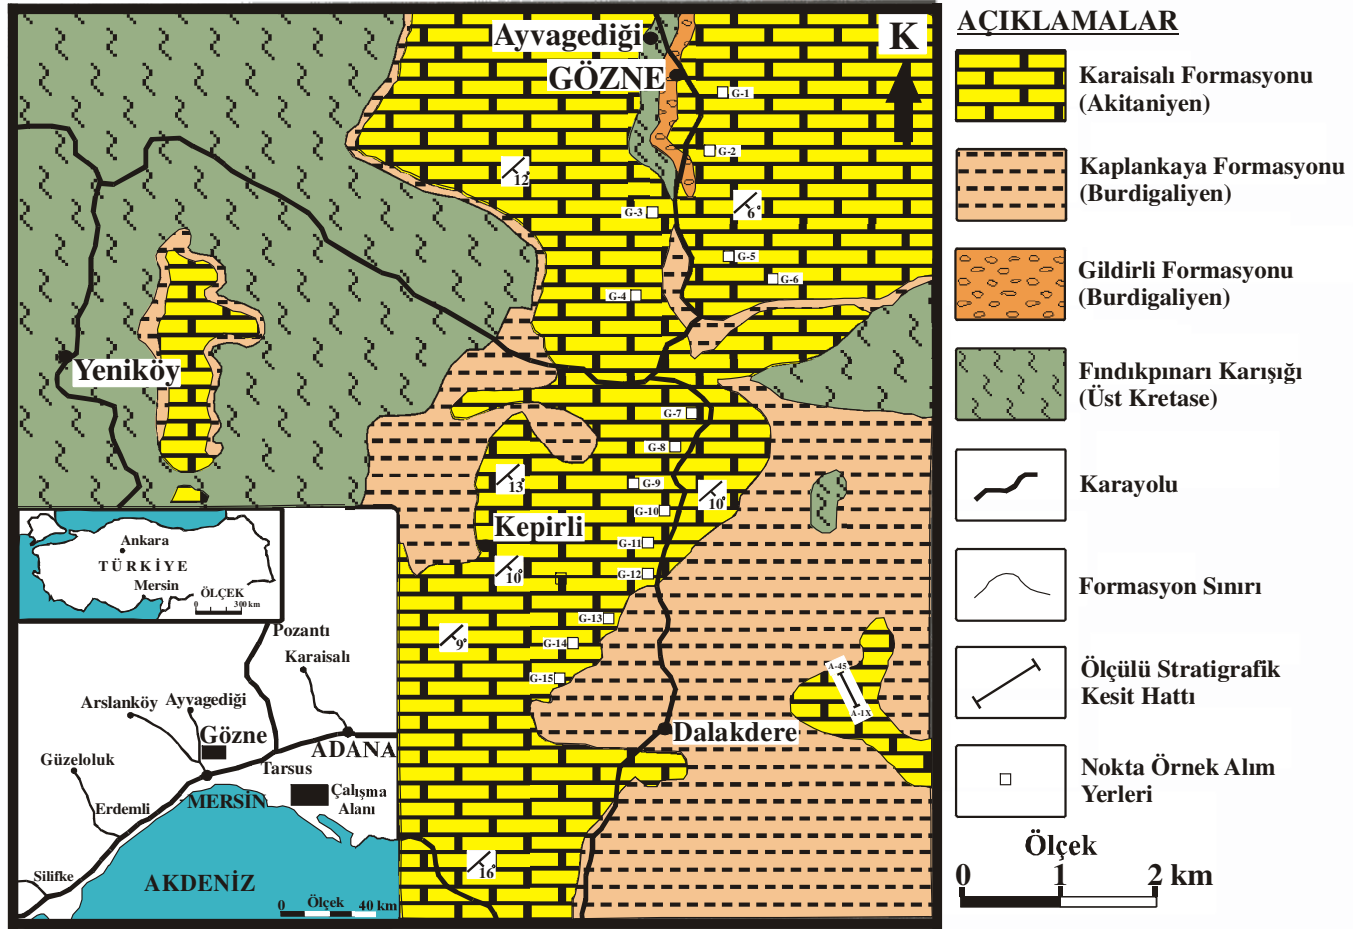 Ayvagediği
GÖZNE
K
G-1
G-2
12°
6°
G-3
G-5
G-6
G-4
Yeniköy
G-7
G-8
13°
G-9
10°
G-10
Kepirli
G-11
10°
G-12
G-13
9°
G-14
G-15
A-45
A-1X
Dalakdere
16°
Ankara
TÜRKİYE
Mersin
ÖLÇEK
0 300 km
Pozantı
Karaisalı
Arslanköy
Ayvagediği
Gözne
ADANA
Güzeloluk
Tarsus
Erdemli
MERSİN
Çalışma
Alanı
Silifke
AKDENİZ
0 Ölçek 40 km
AÇIKLAMALAR
Karaisalı Formasyonu
(Akitaniyen)
Kaplankaya Formasyonu
(Burdigaliyen)
Gildirli Formasyonu
(Burdigaliyen)
Fındıkpınarı Karışığı
(Üst Kretase)
Karayolu
Formasyon Sınırı
Ölçülü Stratigrafik
Kesit Hattı
Nokta Örnek Alım
Yerleri
Ölçek
0 1 2 km